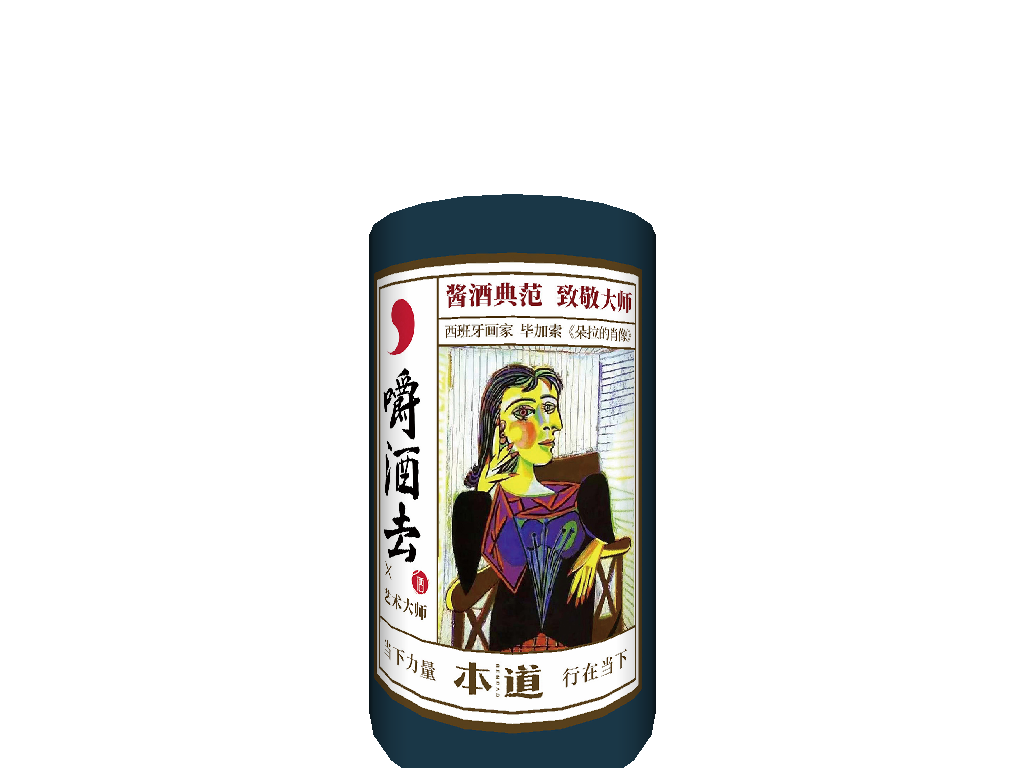 酱酒典范 致敬大师
西班牙画家 毕加索《朵拉的肖像》
嚼酒去
×
艺术大师
当下力量
本道
行在当下